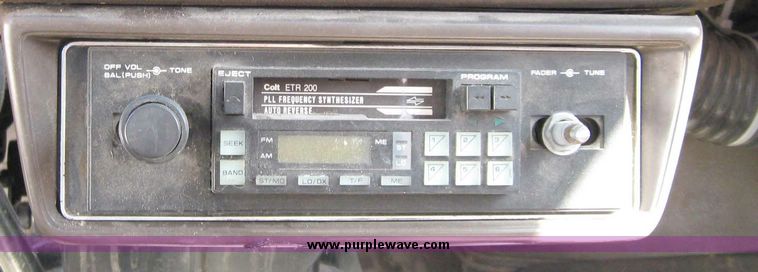 OFF VOL TONE
BAL(PUSH)
EJECT
PROGRAM
Colt ETR 200
PLL FREQUENCY SYNTHESIZER
AUTO REVERSE
FADER TUNE
SEEK
FM ME
AM
BAND
1 2 3
4 5 6
ST/MO LO/DX T/F ME
www.purplewave.com